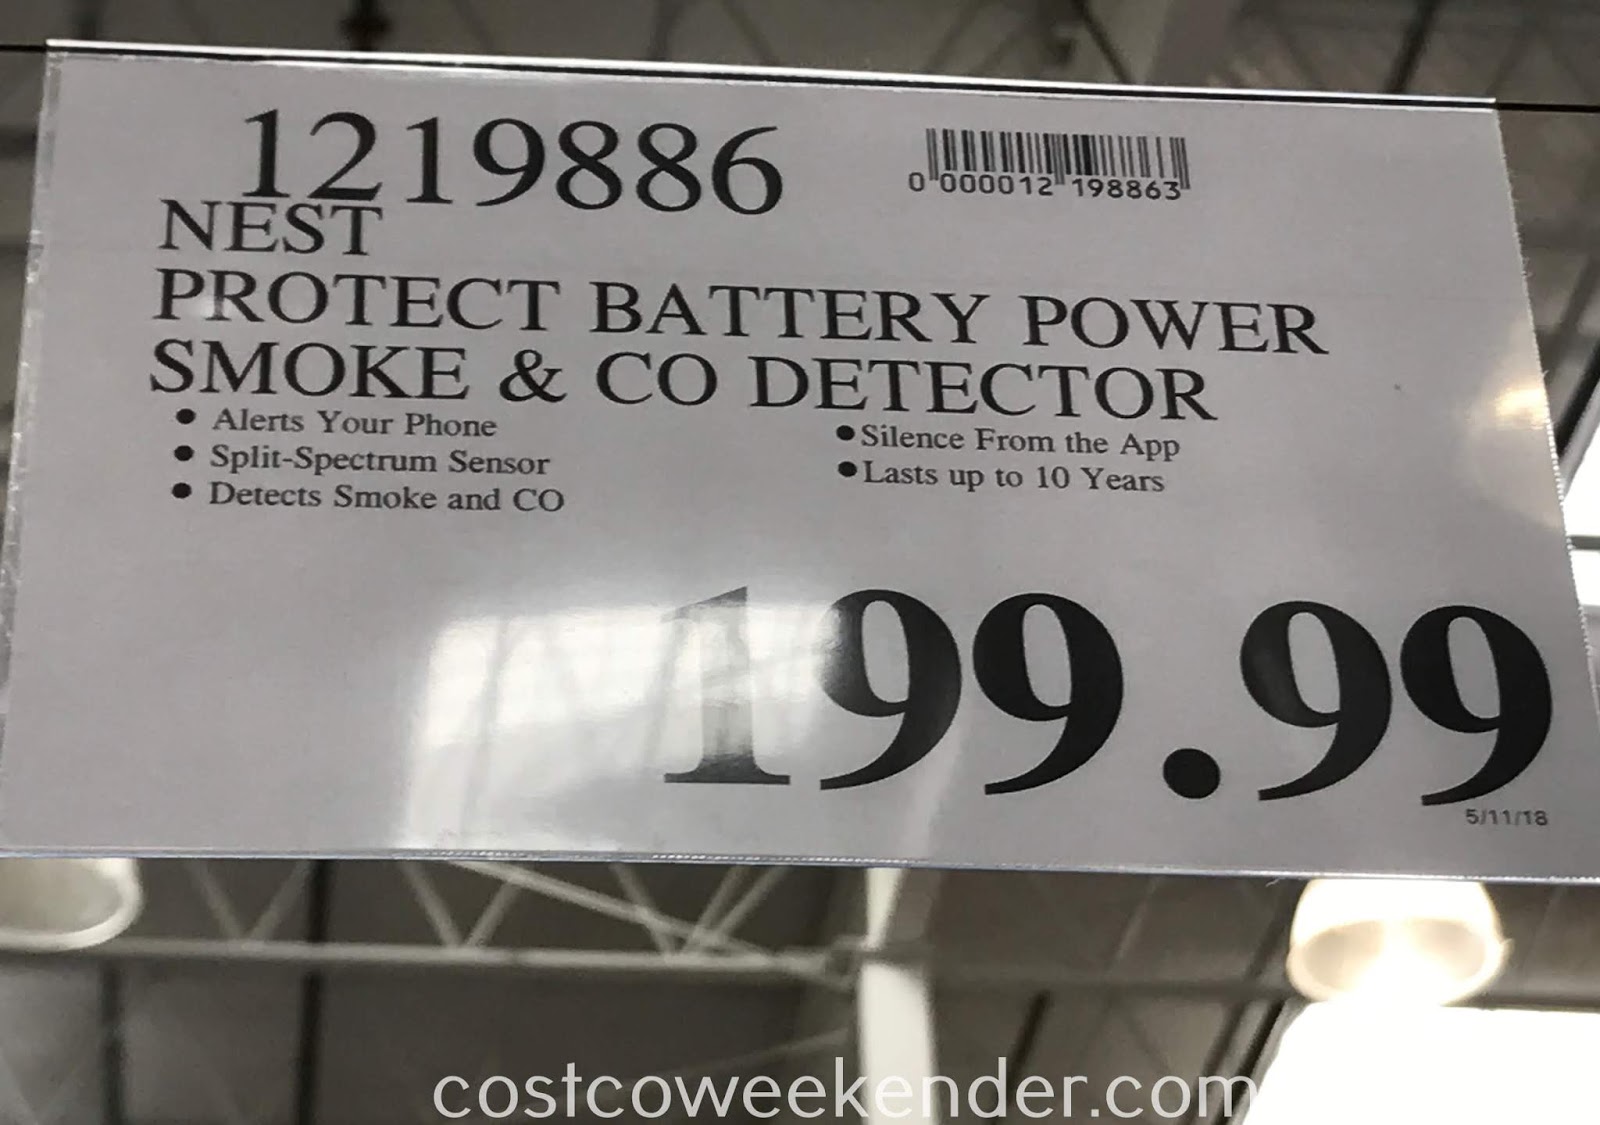 1219886
0 000012 198863
NEST
PROTECT BATTERY POWER
SMOKE & CO DETECTOR
• Alerts Your Phone
• Split-Spectrum Sensor
• Detects Smoke and CO
• Silence From the App
• Lasts up to 10 Years
199.99
5/11/18
costcoweekender.com